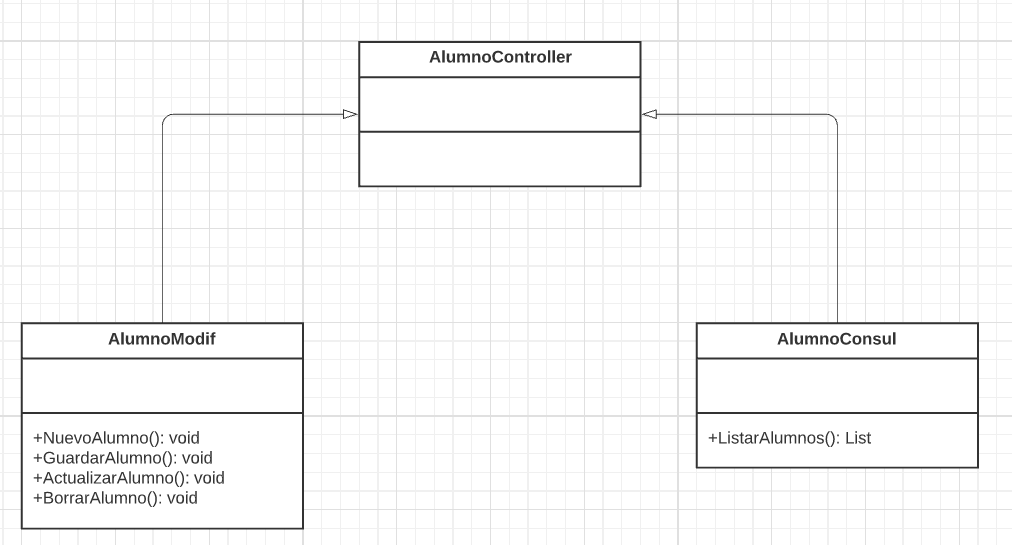 AlumnoController
AlumnoModif
+NuevoAlumno(): void
+GuardarAlumno(): void
+ActualizarAlumno(): void
+BorrarAlumno(): void
AlumnoConsul
+ListarAlumnos(): List